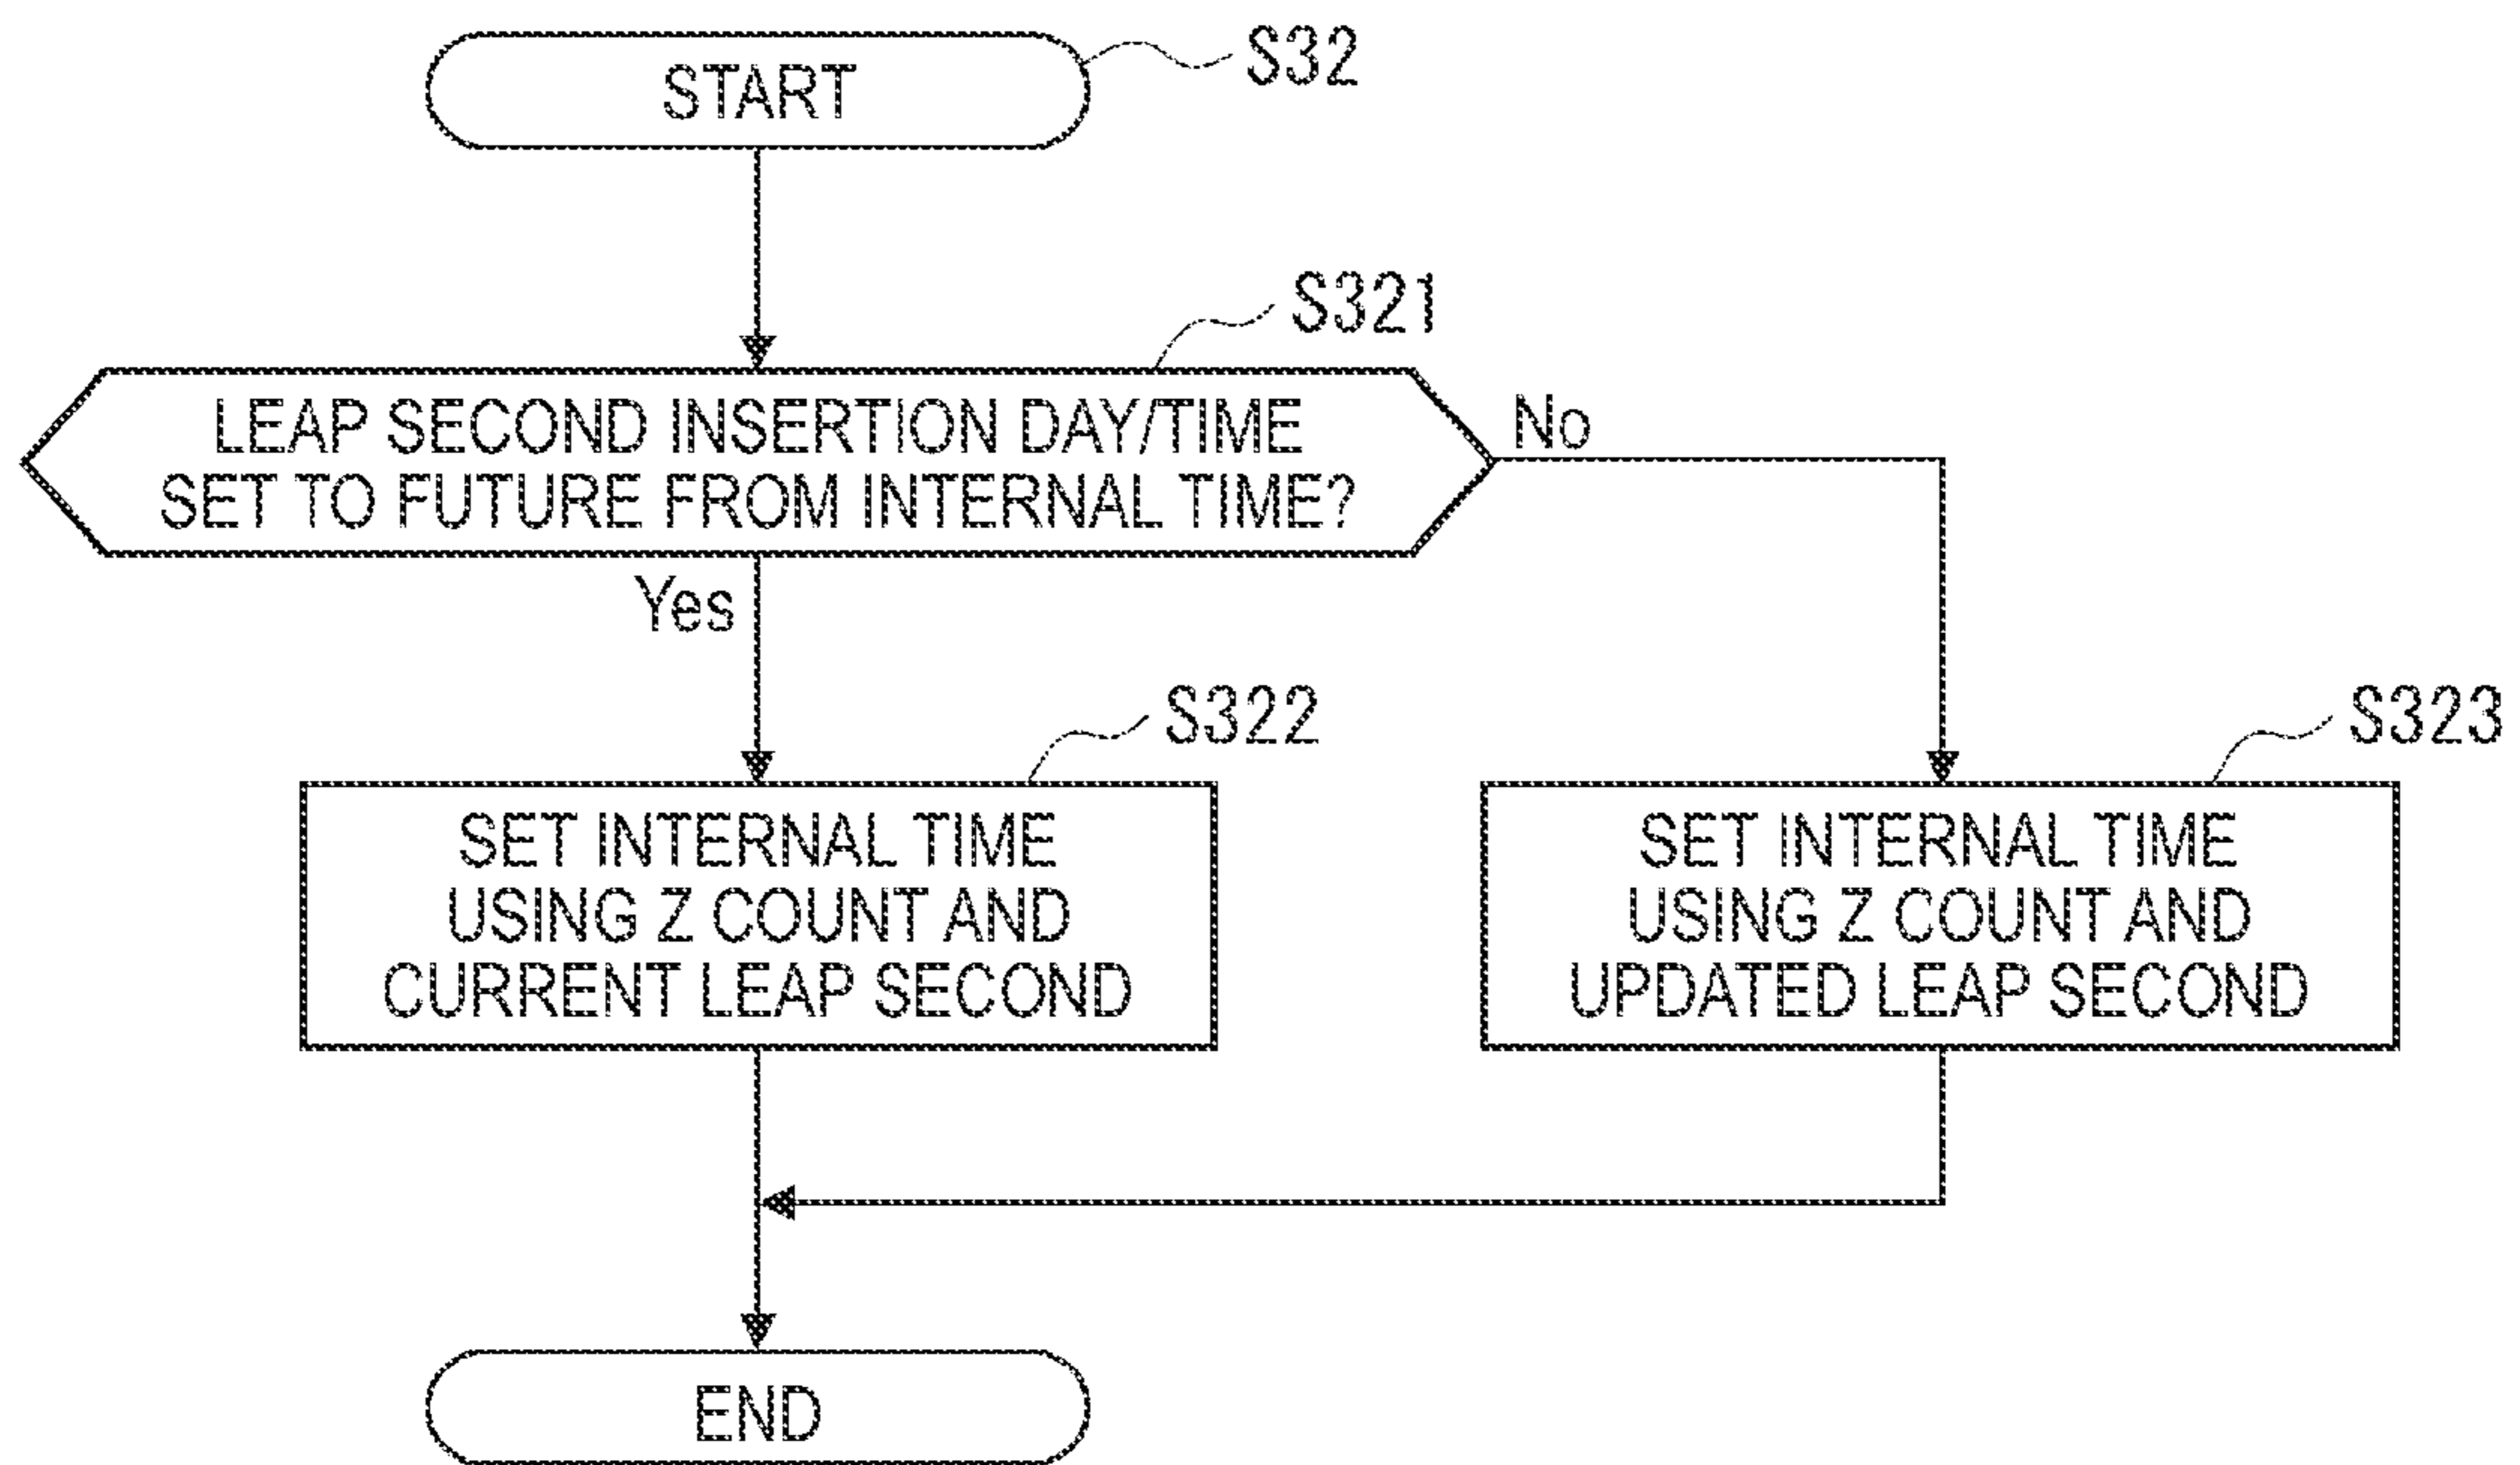 START
S32
S321
LEAP SECOND INSERTION DAY/TIME
SET TO FUTURE FROM INTERNAL TIME?
No
Yes
S322
SET INTERNAL TIME
USING Z COUNT AND
CURRENT LEAP SECOND
S323
SET INTERNAL TIME
USING Z COUNT AND
UPDATED LEAP SECOND
END